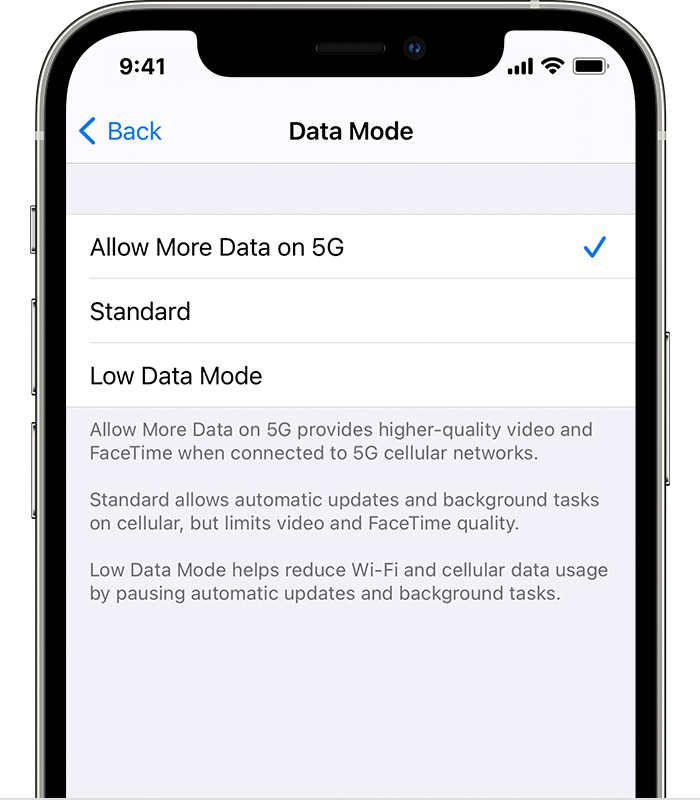 9:41
Back
Data Mode
Allow More Data on 5G
Standard
Low Data Mode
Allow More Data on 5G provides higher-quality video and
FaceTime when connected to 5G cellular networks.
Standard allows automatic updates and background tasks
on cellular, but limits video and FaceTime quality.
Low Data Mode helps reduce Wi-Fi and cellular data usage
by pausing automatic updates and background tasks.